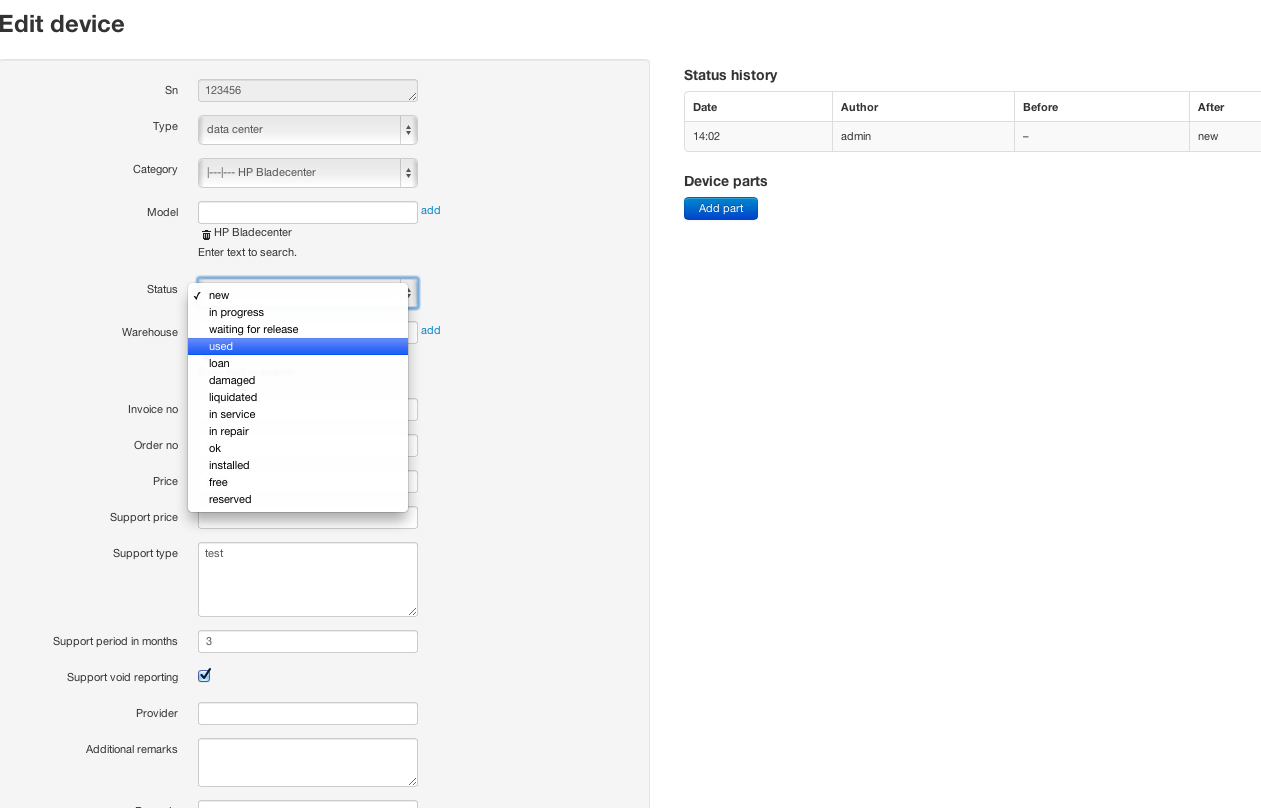 Edit device
Sn 123456
Type data center
Category |---|--- HP Bladecenter
Model add
HP Bladecenter
Enter text to search.
Status
✓ new
in progress
waiting for release
Warehouse add
used
loan
damaged
liquidated
Invoice no
in service
in repair
Order no
ok
installed
Price
free
reserved
Support price
Support type test
Support period in months 3
Support void reporting
Provider
Additional remarks
Status history
Date Author Before After
14:02 admin – new
Device parts
Add part